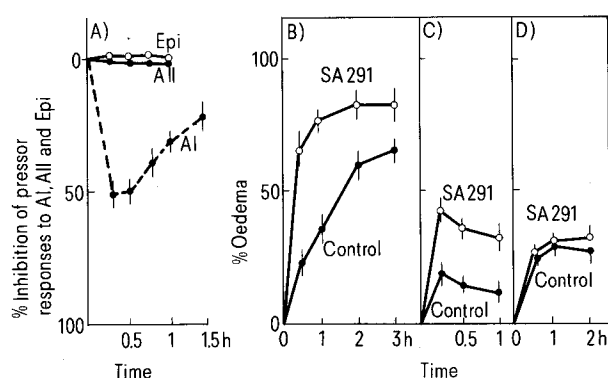 A)
Epi
AII
AI
0
50
100
% Inhibition of pressor
responses to AI, AII and Epi
0.5
1
1.5 h
Time
B)
SA 291
Control
100
50
0
% Oedema
0
1
2
3 h
C)
SA 291
Control
0
0.5
1
D)
SA 291
Control
0
1
2 h
Time